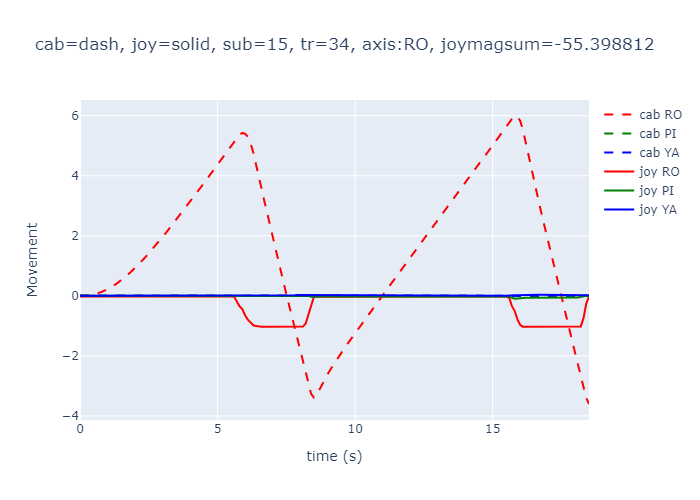 cab=dash, joy=solid, sub=15, tr=34, axis:RO, joymagsum=-55.398812
6
4
2
0
−2
−4
Movement
0
5
10
15
time (s)
cab RO
cab PI
cab YA
joy RO
joy PI
joy YA